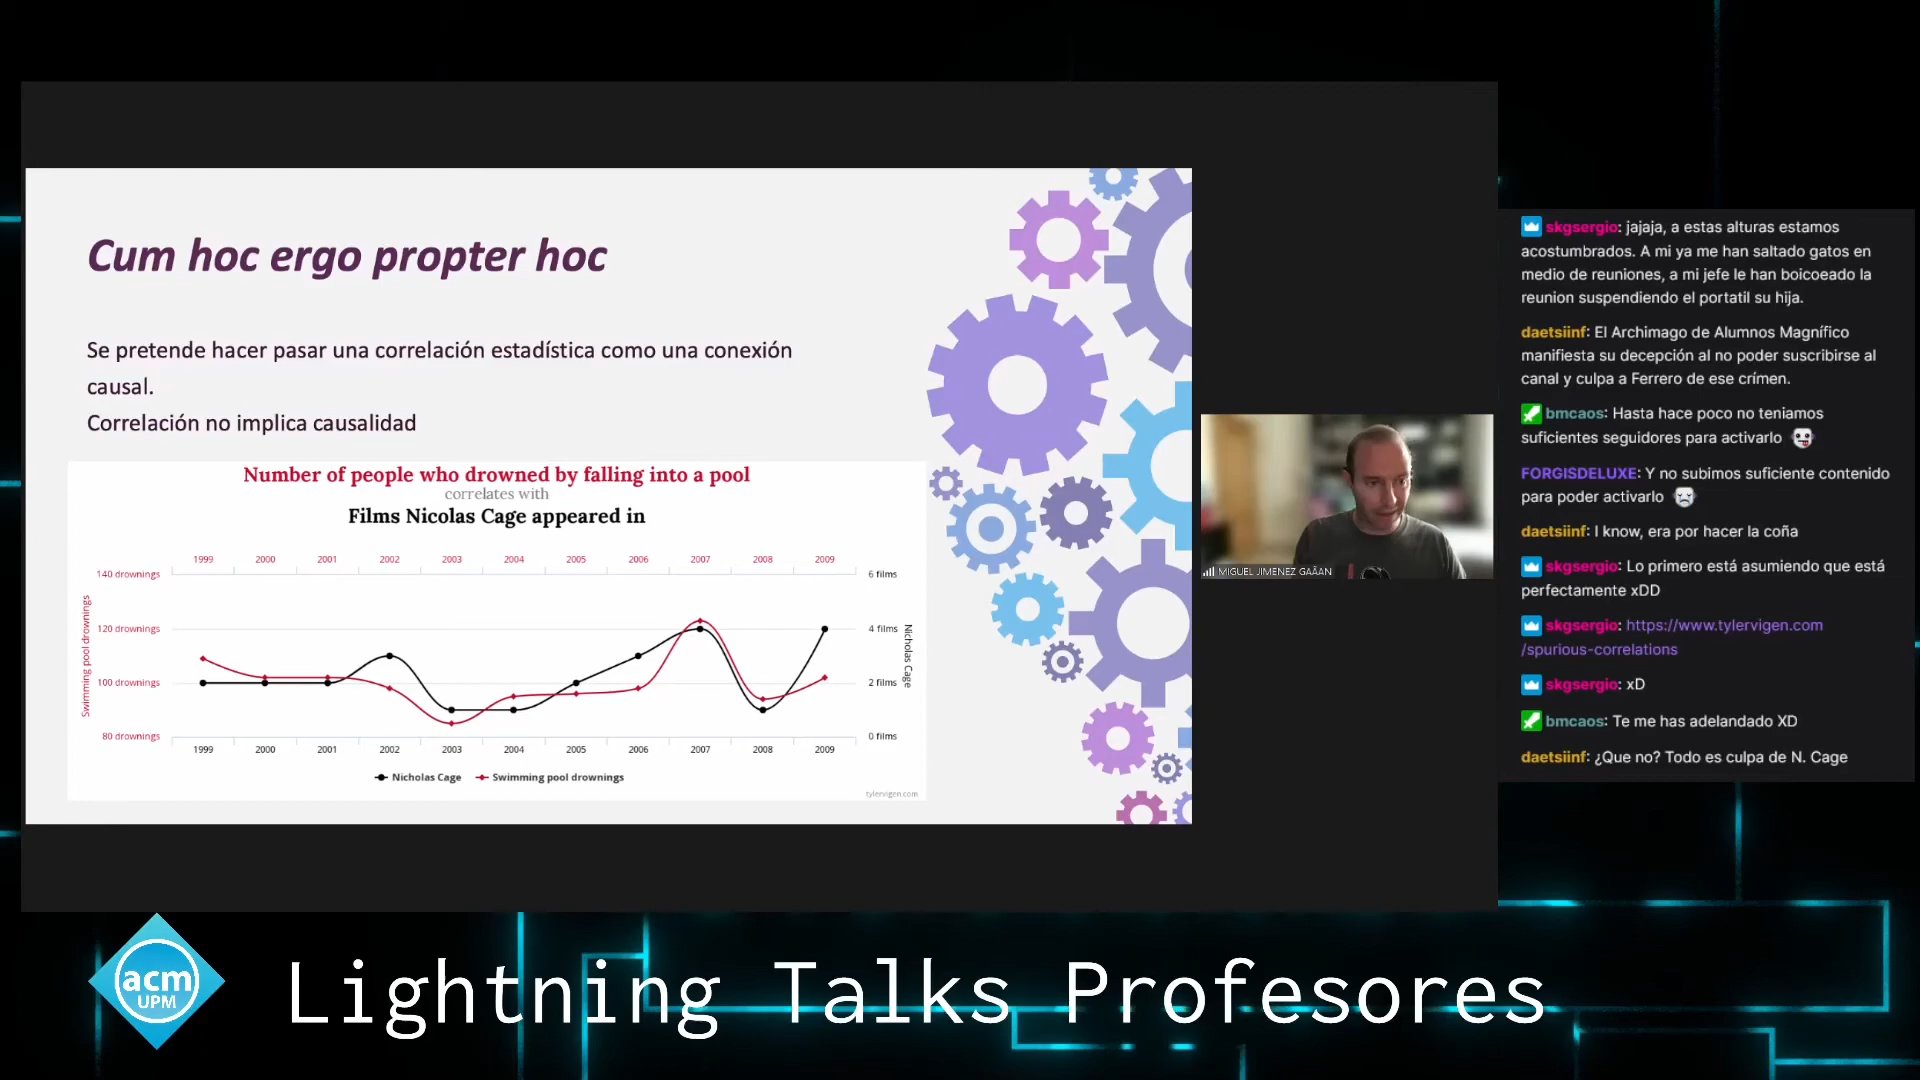 Cum hoc ergo propter hoc
Se pretende hacer pasar una correlación estadística como una conexión
causal.
Correlación no implica causalidad
Number of people who drowned by falling into a pool
correlates with
Films Nicolas Cage appeared in
1999 2000 2001 2002 2003 2004 2005 2006 2007 2008 2009
140 drownings
120 drownings
100 drownings
80 drownings
Swimming pool drownings
6 films
4 films
2 films
0 films
Nicholas Cage
1999 2000 2001 2002 2003 2004 2005 2006 2007 2008 2009
Nicholas Cage Swimming pool drownings
tylervigen.com
MIGUEL JIMENEZ GAÃAN
skgsergio: jajaja, a estas alturas estamos
acostumbrados. A mi ya me han saltado gatos en
medio de reuniones, a mi jefe le han boicoeado la
reunion suspendiendo el portatil su hija.
daetsiinf: El Archimago de Alumnos Magnífico
manifiesta su decepción al no poder suscribirse al
canal y culpa a Ferrero de ese crímen.
bmcaos: Hasta hace poco no teniamos
suficientes seguidores para activarlo
FORGISDELUXE: Y no subimos suficiente contenido
para poder activarlo
daetsiinf: I know, era por hacer la coña
skgsergio: Lo primero está asumiendo que está
perfectamente xDD
skgsergio: https://www.tylervigen.com
/spurious-correlations
skgsergio: xD
bmcaos: Te me has adelandado XD
daetsiinf: ¿Que no? Todo es culpa de N. Cage
acm
UPM
Lightning Talks Profesores